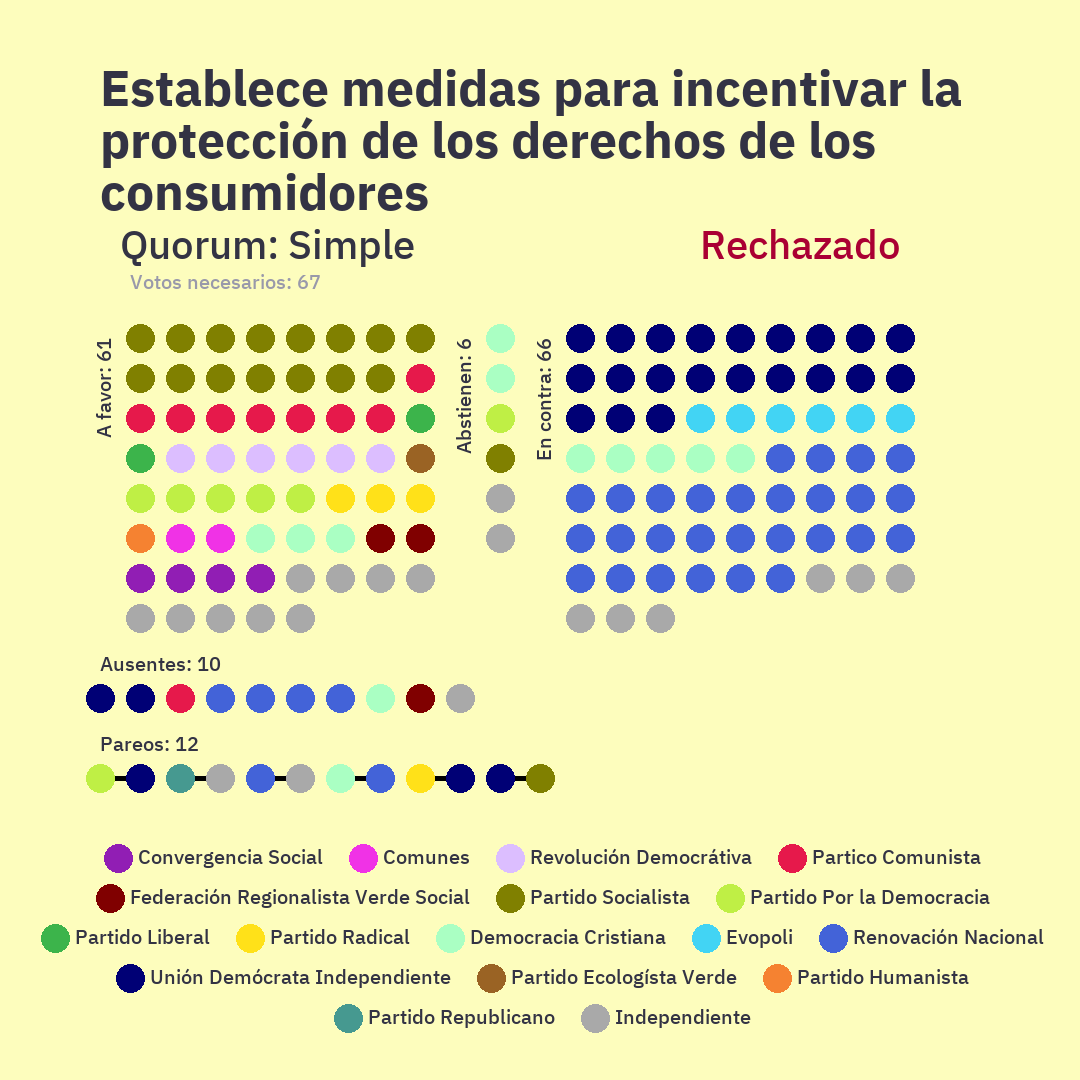 Establece medidas para incentivar la
protección de los derechos de los
consumidores
Quorum: Simple
Rechazado
Votos necesarios: 67
A favor: 61
Abstienen: 6
En contra: 66
Ausentes: 10
Pareos: 12
Convergencia Social
Comunes
Revolución Democrátiva
Partico Comunista
Federación Regionalista Verde Social
Partido Socialista
Partido Por la Democracia
Partido Liberal
Partido Radical
Democracia Cristiana
Evopoli
Renovación Nacional
Unión Demócrata Independiente
Partido Ecologísta Verde
Partido Humanista
Partido Republicano
Independiente